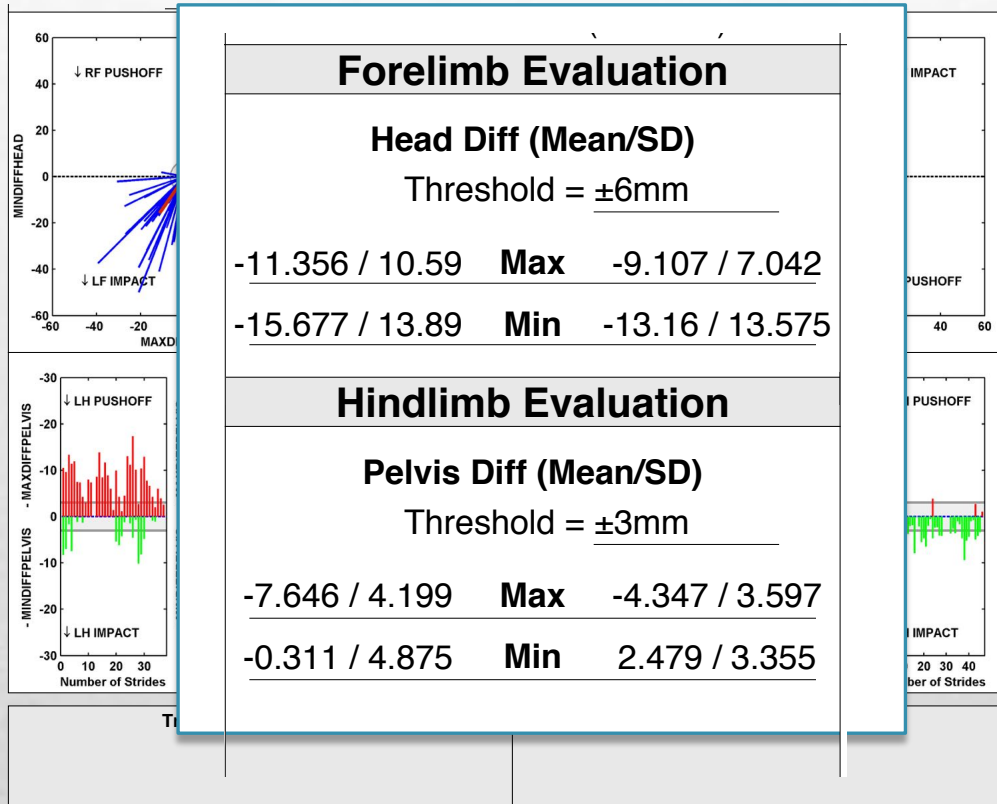 60
40
20
0
-20
-40
-60
MINDIFFHEAD
↓ RF PUSHOFF
↓ LF IMPACT
-60 -40 -20
Forelimb Evaluation
Head Diff (Mean/SD)
Threshold = ±6mm
-11.356 / 10.59 Max -9.107 / 7.042
-15.677 / 13.89 Min -13.16 / 13.575
Hindlimb Evaluation
Pelvis Diff (Mean/SD)
Threshold = ±3mm
-7.646 / 4.199 Max -4.347 / 3.597
-0.311 / 4.875 Min 2.479 / 3.355
IMPACT
PUSHOFF
40 60
-30
-20
-10
0
-10
-20
-30
- MAXDIFFPELVIS
- MINDIFFPELVIS
↓ LH PUSHOFF
↓ LH IMPACT
0 10 20 30
Number of Strides
PUSHOFF
IMPACT
20 30 40
of Strides